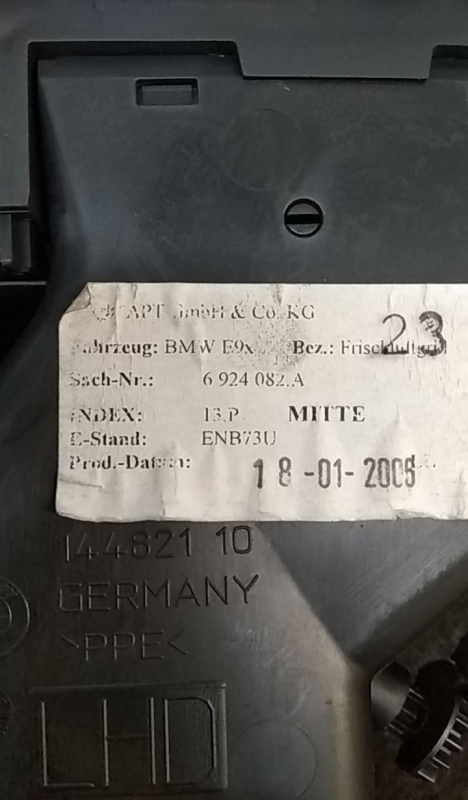 APT GmbH & Co. KG
23
Fahrzeug: BMW E9x Bez.: Frischluftgrill
Sach-Nr.: 6 924 082.A
INDEX: 13.P MITTE
E-Stand: ENB73U
Prod.-Datum: 18-01-2005
144821 10
GERMANY
>PPE<
LHD